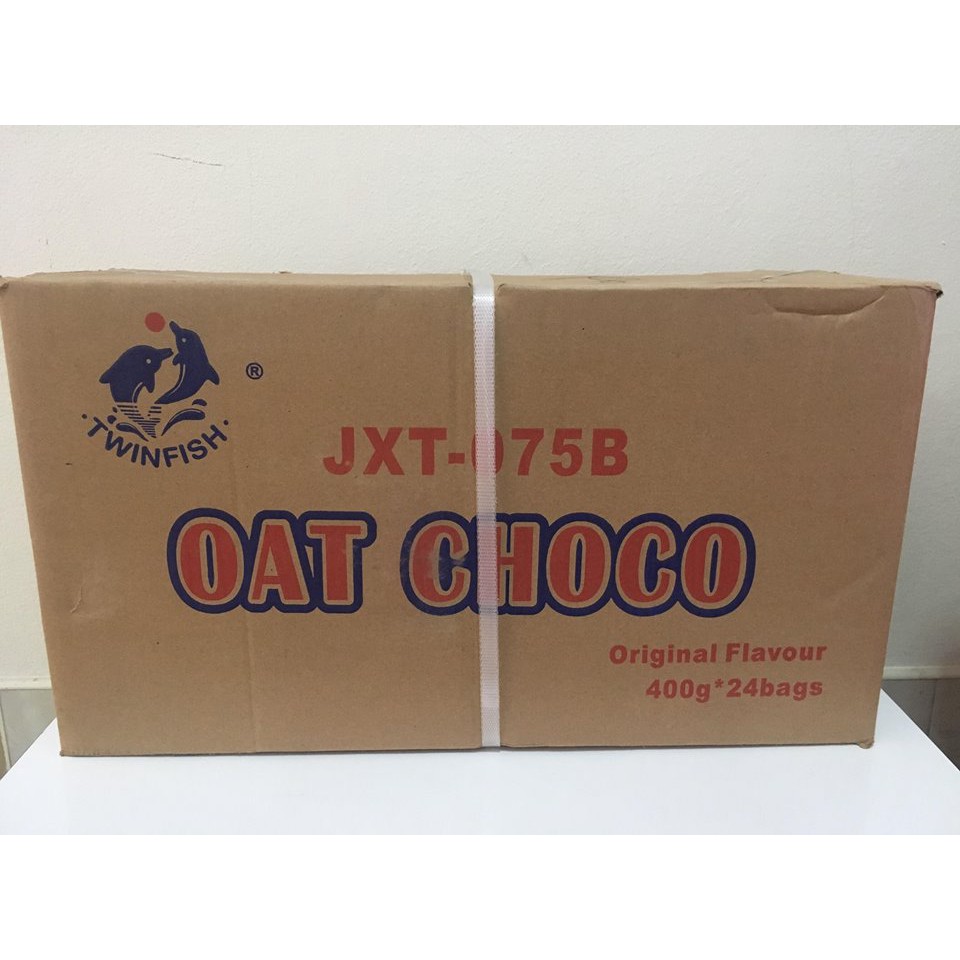 ®
·TWINFISH·
JXT-075B
OAT CHOCO
Original Flavour
400g*24bags